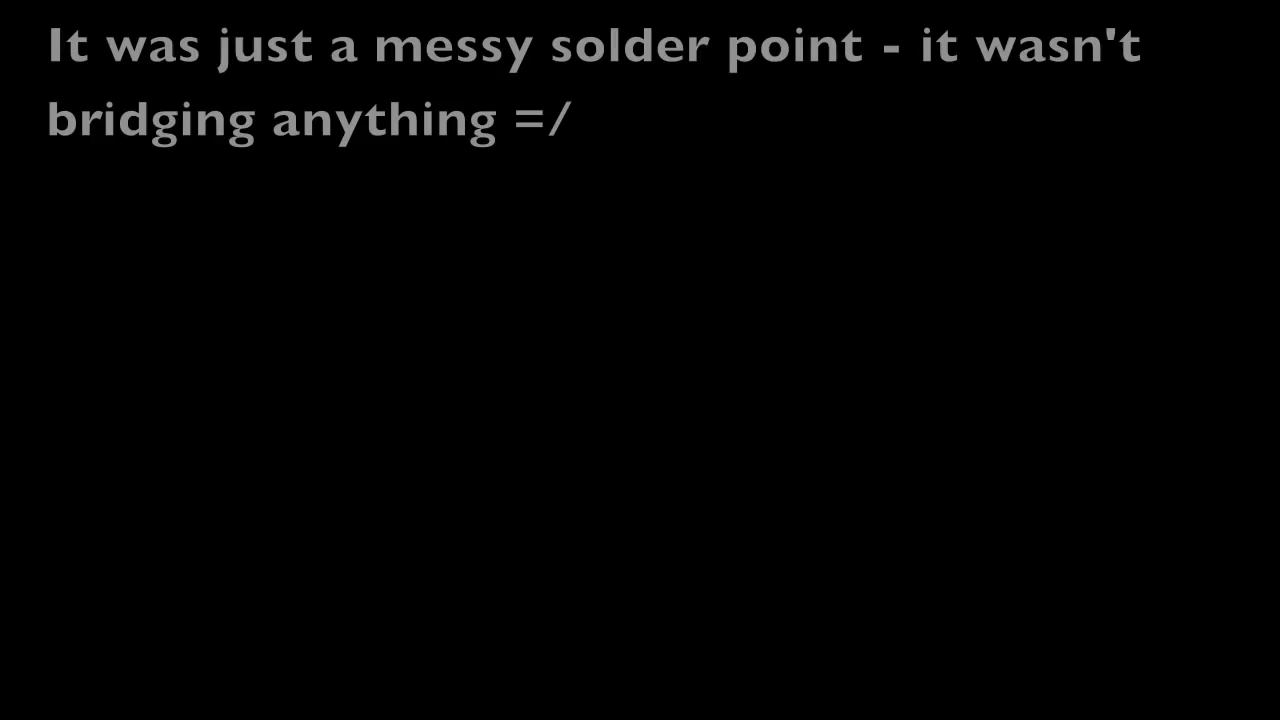 It was just a messy solder point - it wasn't
bridging anything =/